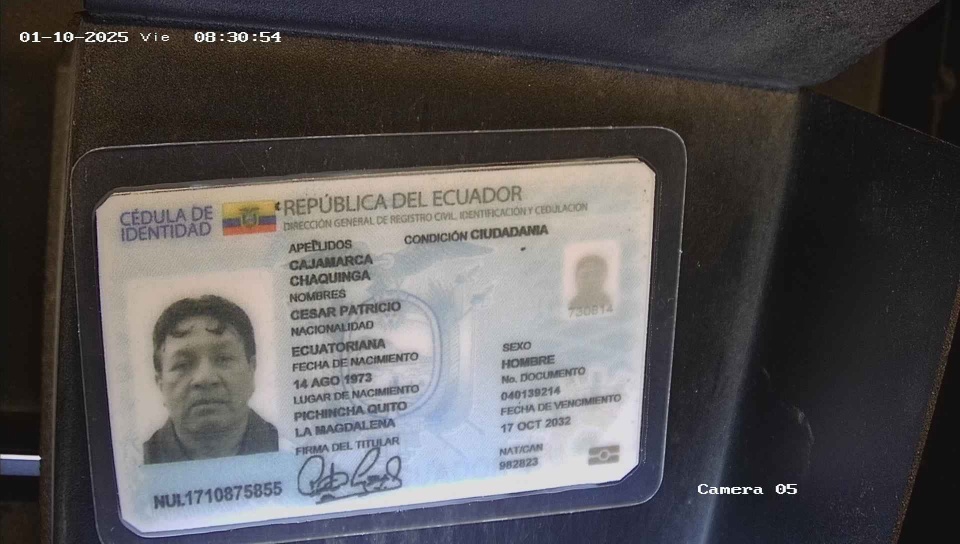 01-10-2025 Vie 08:30:54
CÉDULA DE IDENTIDAD
REPÚBLICA DEL ECUADOR
DIRECCIÓN GENERAL DE REGISTRO CIVIL, IDENTIFICACIÓN Y CEDULACIÓN
APELLIDOS
CONDICIÓN CIUDADANIA
CAJAMARCA
CHAQUINGA
NOMBRES
CESAR PATRICIO
NACIONALIDAD
ECUATORIANA
FECHA DE NACIMIENTO
14 AGO 1973
LUGAR DE NACIMIENTO
PICHINCHA QUITO
LA MAGDALENA
FIRMA DEL TITULAR
730814
SEXO
HOMBRE
No. DOCUMENTO
040139214
FECHA DE VENCIMIENTO
17 OCT 2032
NAT/CAN
982823
NUI.1710875855
Camera 05